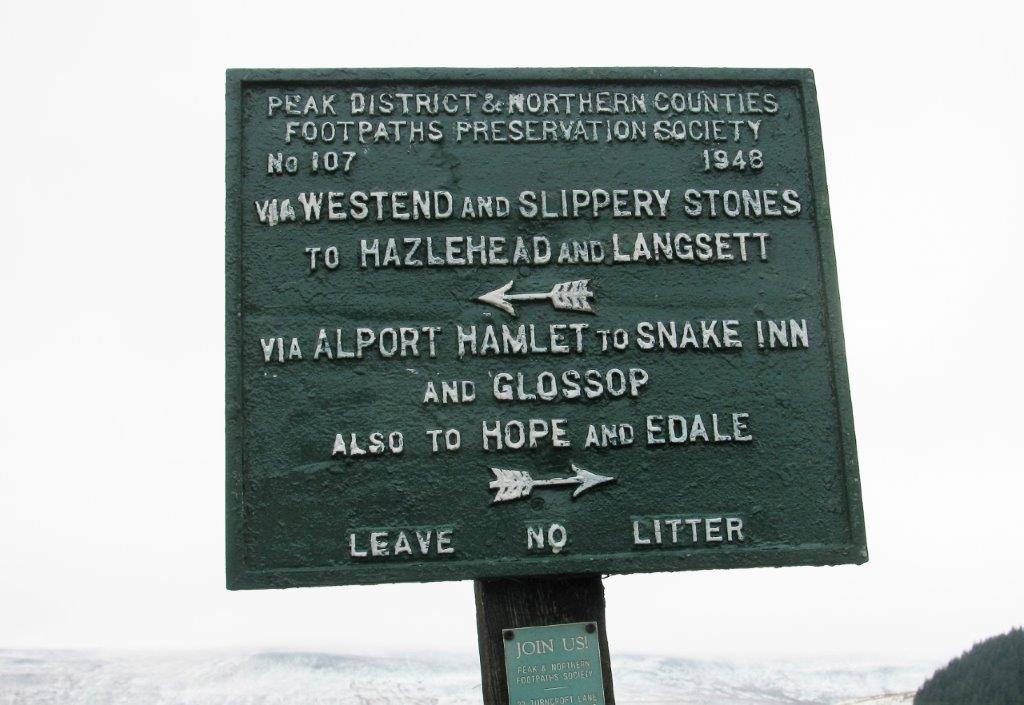 PEAK DISTRICT & NORTHERN COUNTIES
FOOTPATHS PRESERVATION SOCIETY
No 107 1948
VIA WESTEND AND SLIPPERY STONES
TO HAZLEHEAD AND LANGSETT
VIA ALPORT HAMLET TO SNAKE INN
AND GLOSSOP
ALSO TO HOPE AND EDALE
LEAVE NO LITTER
JOIN US!
PEAK & NORTHERN
FOOTPATHS SOCIETY
TURNCROFT LANE